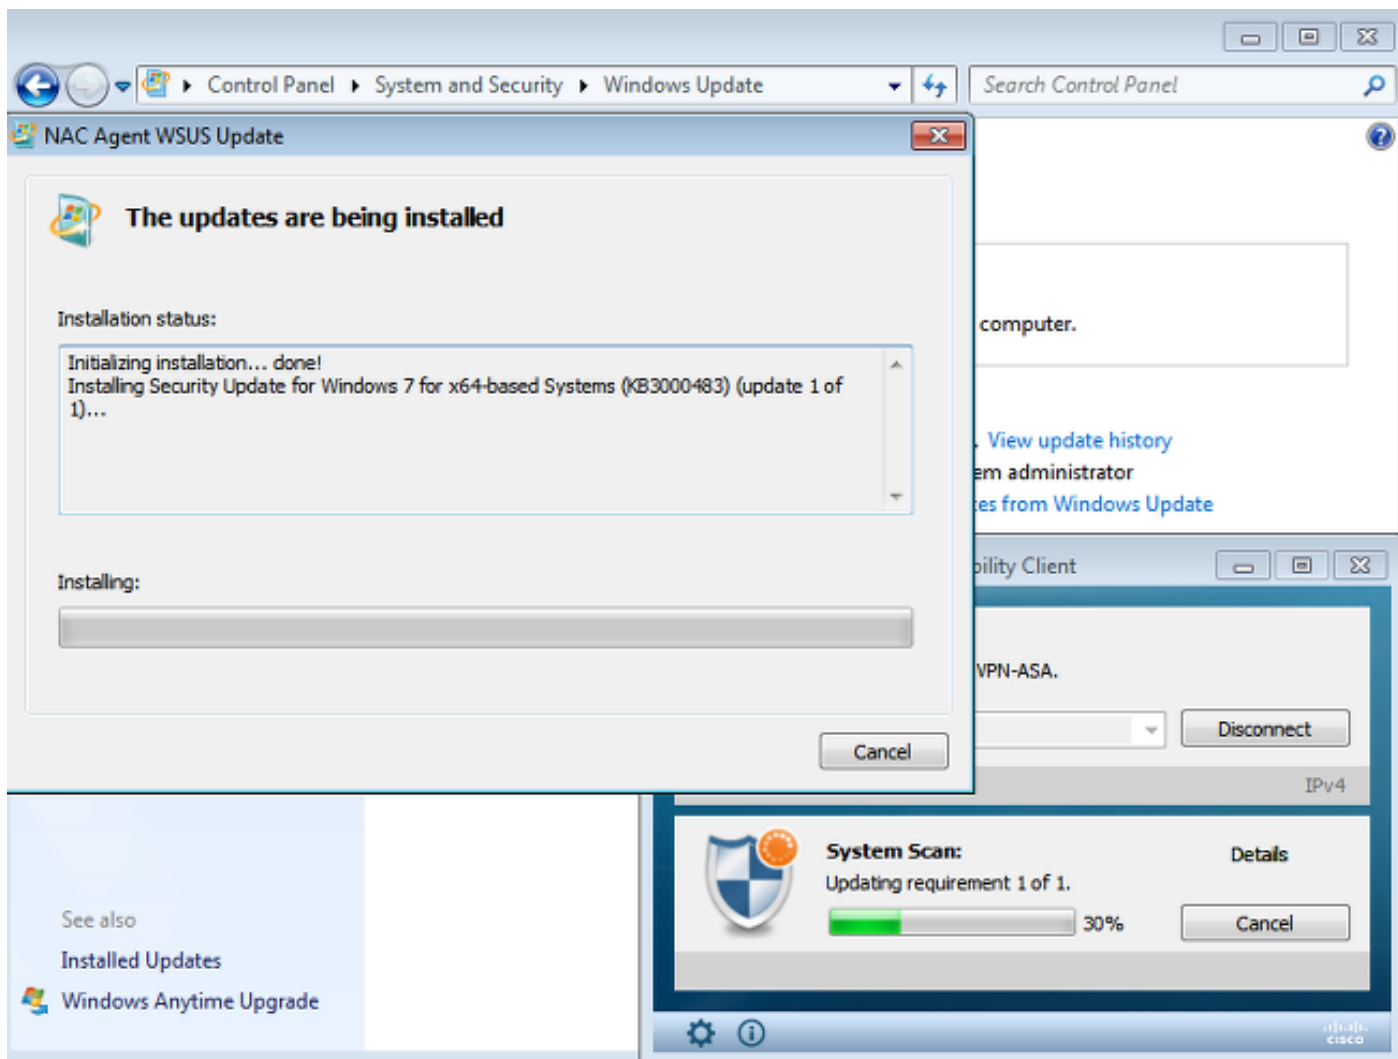 Control Panel ▸ System and Security ▸ Windows Update
Search Control Panel
NAC Agent WSUS Update
The updates are being installed
Installation status:
Initializing installation... done!
Installing Security Update for Windows 7 for x64-based Systems (KB3000483) (update 1 of
1)...
Installing:
Cancel
computer.
. View update history
em administrator
es from Windows Update
bility Client
VPN-ASA.
Disconnect
IPv4
System Scan:
Details
Updating requirement 1 of 1.
30%
Cancel
See also
Installed Updates
Windows Anytime Upgrade
cisco